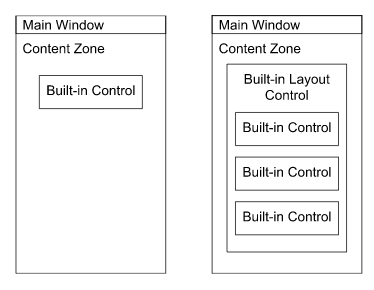 Main Window
Content Zone
Built-in Control
Main Window
Content Zone
Built-in Layout
Control
Built-in Control
Built-in Control
Built-in Control